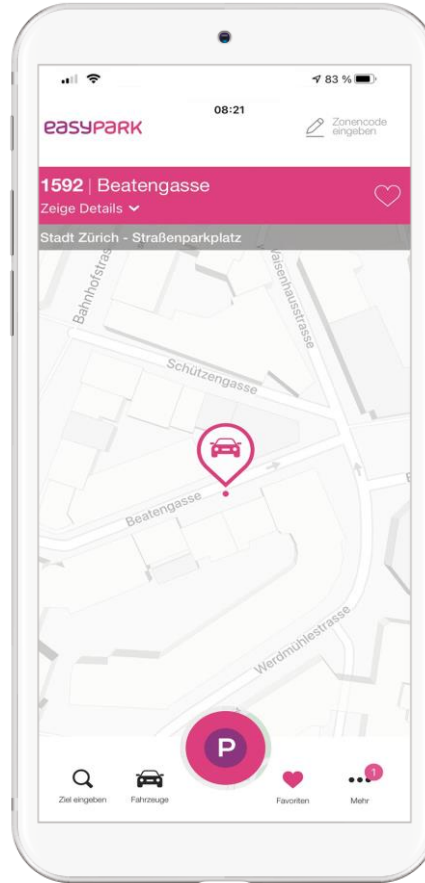 83 %
08:21
easypark
Zonencode
eingeben
1592 | Beatengasse
Zeige Details
Stadt Zürich - Straßenparkplatz
Bahnhofstras
Waisenhausstrasse
Schützengasse
Beatengasse
Werdmühlestrasse
P
1
Ziel eingeben
Fahrzeuge
Favoriten
Mehr